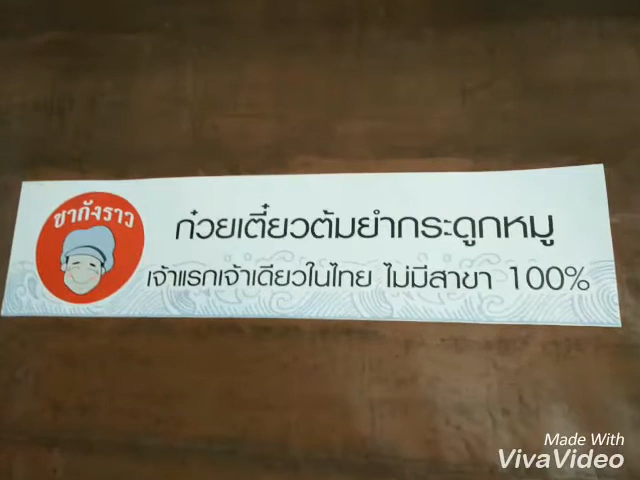 ชากังราว
ก๋วยเตี๋ยวต้มยำกระดูกหมู
เจ้าแรกเจ้าเดียวในไทย ไม่มีสาขา 100%
Made With
VivaVideo